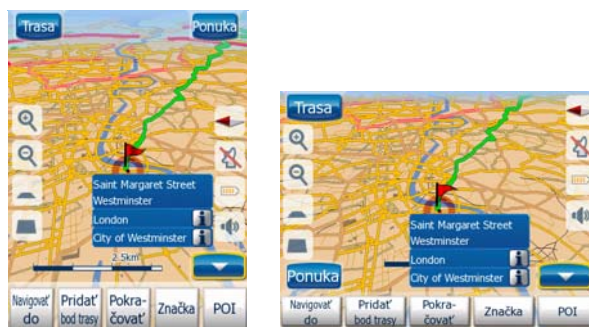 Trasa
Ponuka
Saint Margaret Street
Westminster
London
City of Westminster
2.5km
Navigovať do
Pridať bod trasy
Pokra-
čovať
Značka
POI
Trasa
Saint Margaret Street
Westminster
London
City of Westminster
Ponuka
Navigovať do
Pridať bod trasy
Pokra-
čovať
Značka
POI